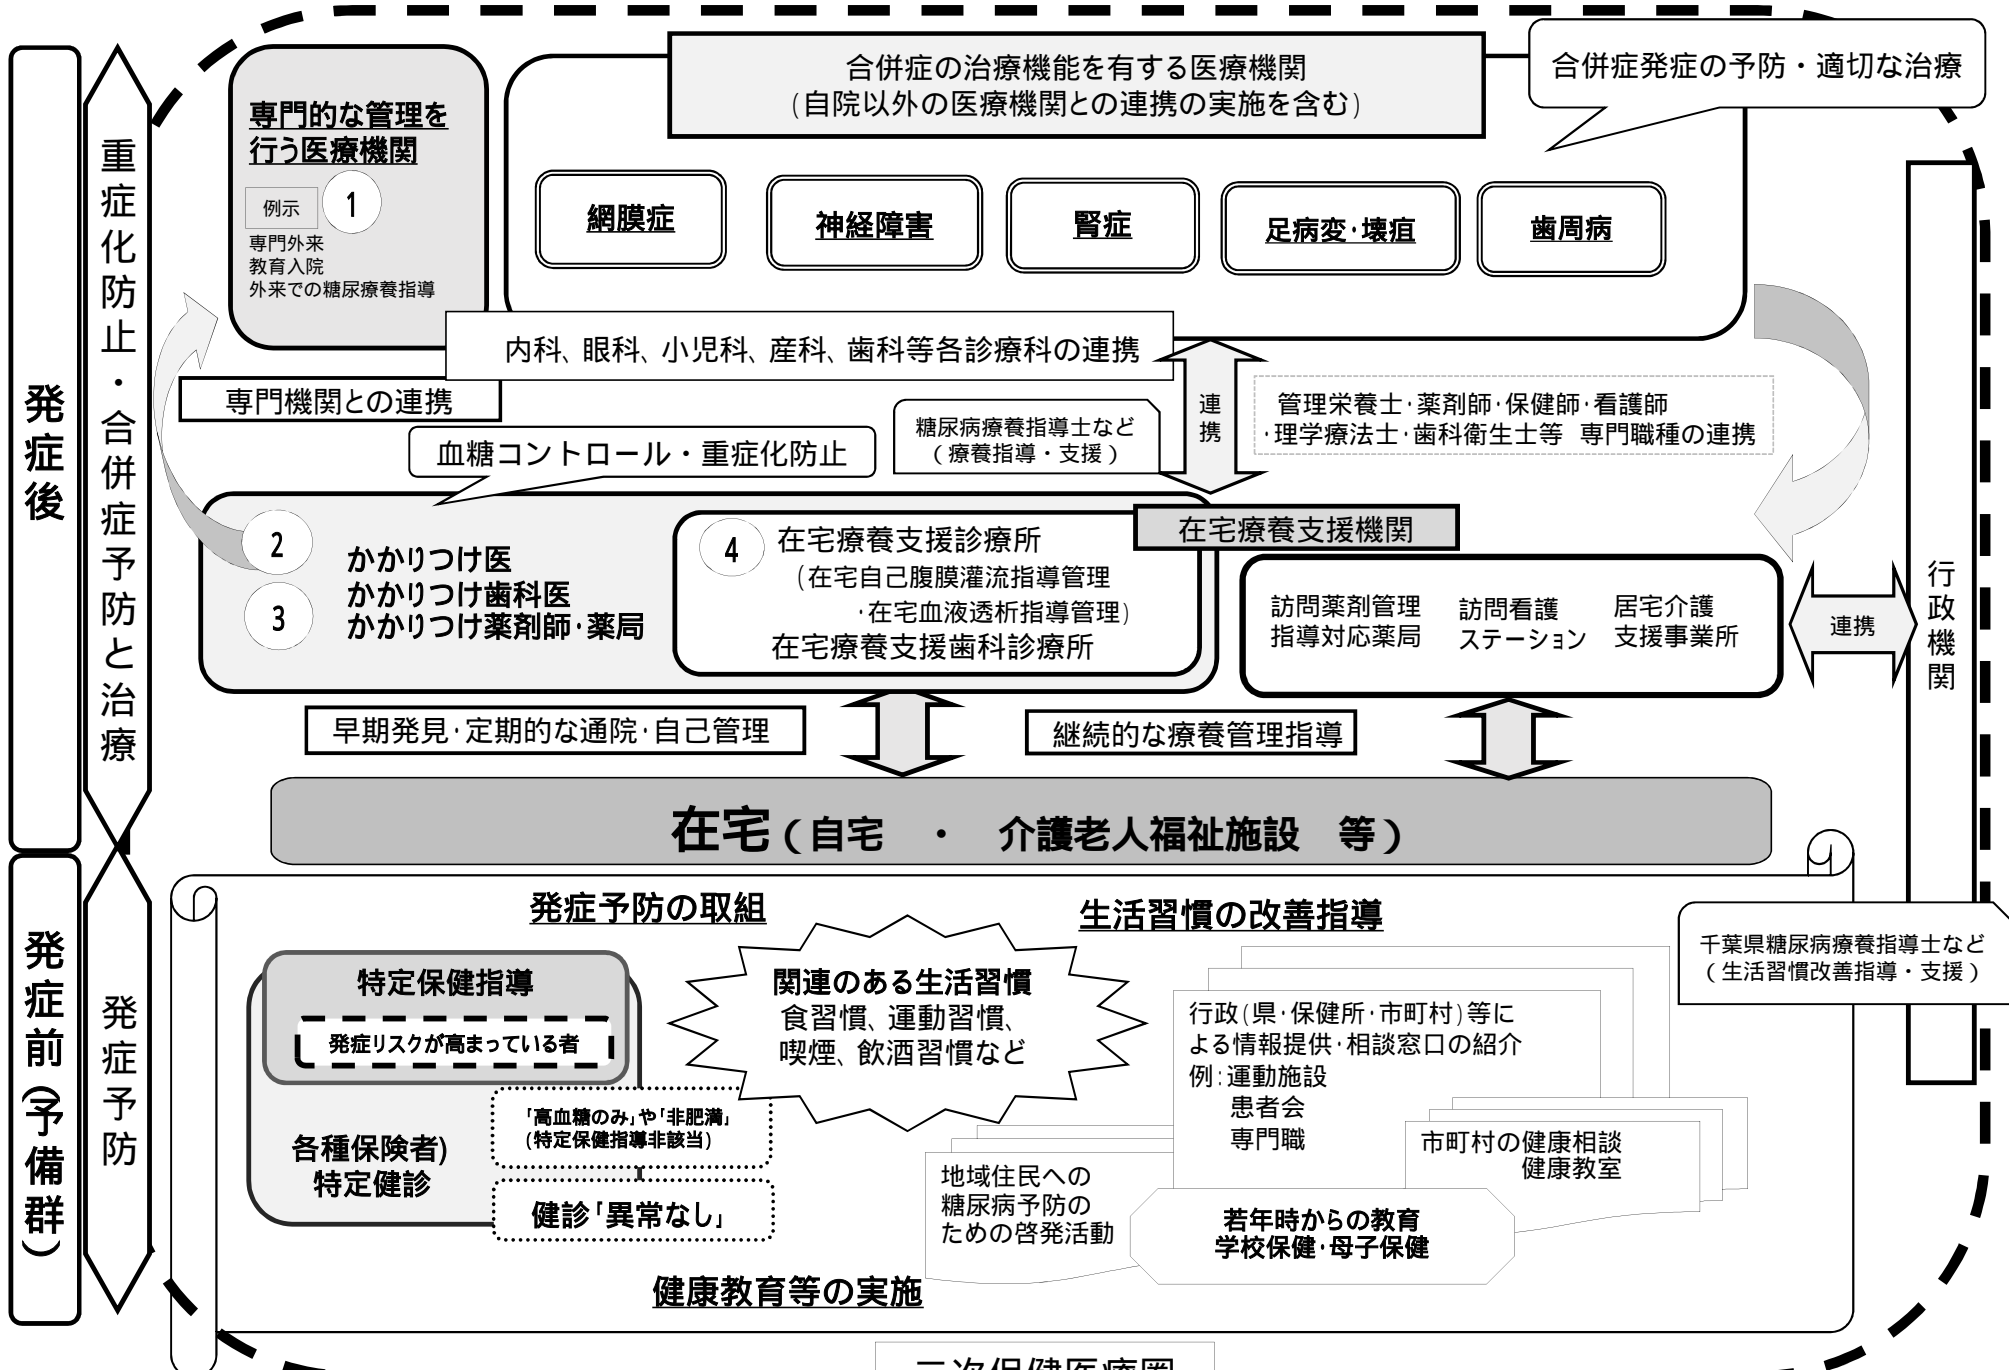 発症後
発症前（予備群）
重症化防止・合併症予防と治療
発症予防
専門的な管理を
行う医療機関
例示
1
専門外来
教育入院
外来での糖尿療養指導
合併症の治療機能を有する医療機関
（自院以外の医療機関との連携の実施を含む）
合併症発症の予防・適切な治療
網膜症
神経障害
腎症
足病変・壊疽
歯周病
内科、眼科、小児科、産科、歯科等各診療科の連携
専門機関との連携
連携
管理栄養士・薬剤師・保健師・看護師
・理学療法士・歯科衛生士等 専門職種の連携
糖尿病療養指導士など
（療養指導・支援）
血糖コントロール・重症化防止
2
3
かかりつけ医
かかりつけ歯科医
かかりつけ薬剤師・薬局
4
在宅療養支援診療所
（在宅自己腹膜灌流指導管理
・在宅血液透析指導管理）
在宅療養支援歯科診療所
在宅療養支援機関
訪問薬剤管理
指導対応薬局
訪問看護
ステーション
居宅介護
支援事業所
連携
行政機関
早期発見・定期的な通院・自己管理
継続的な療養管理指導
在宅（自宅 ・ 介護老人福祉施設 等）
発症予防の取組
生活習慣の改善指導
千葉県糖尿病療養指導士など
（生活習慣改善指導・支援）
特定保健指導
発症リスクが高まっている者
「高血糖のみ」や「非肥満」
（特定保健指導非該当）
各種保険者)
特定健診
健診「異常なし」
関連のある生活習慣
食習慣、運動習慣、
喫煙、飲酒習慣など
行政（県・保健所・市町村）等に
よる情報提供・相談窓口の紹介
例：運動施設
患者会
専門職
市町村の健康相談
健康教室
地域住民への
糖尿病予防の
ための啓発活動
若年時からの教育
学校保健・母子保健
健康教育等の実施